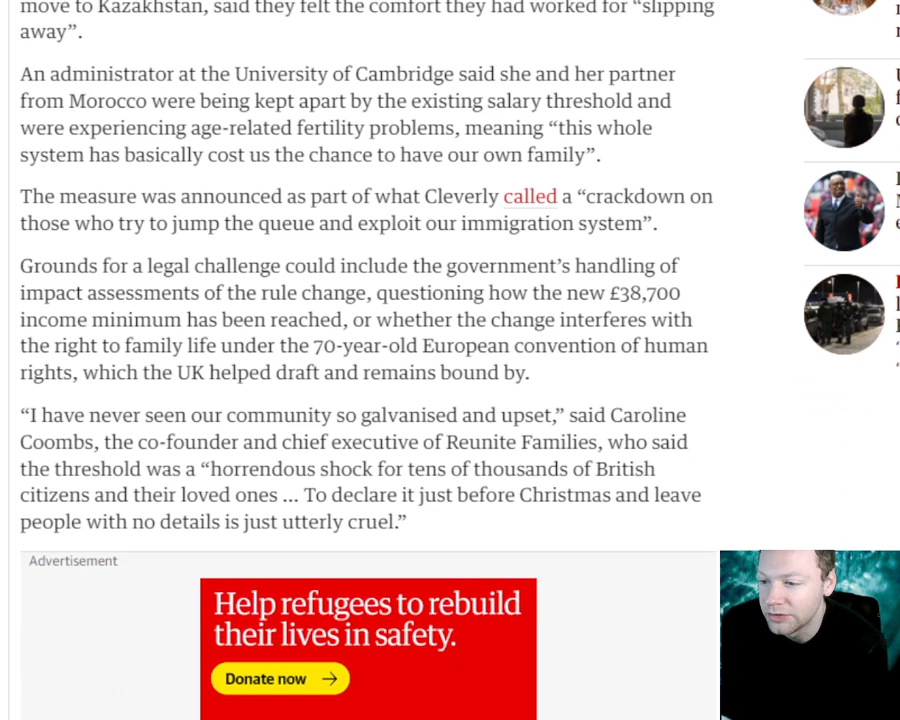 move to Kazakhstan, said they felt the comfort they had worked for “slipping
away”.
An administrator at the University of Cambridge said she and her partner
from Morocco were being kept apart by the existing salary threshold and
were experiencing age-related fertility problems, meaning “this whole
system has basically cost us the chance to have our own family”.
The measure was announced as part of what Cleverly called a “crackdown on
those who try to jump the queue and exploit our immigration system”.
Grounds for a legal challenge could include the government’s handling of
impact assessments of the rule change, questioning how the new £38,700
income minimum has been reached, or whether the change interferes with
the right to family life under the 70-year-old European convention of human
rights, which the UK helped draft and remains bound by.
“I have never seen our community so galvanised and upset,” said Caroline
Coombs, the co-founder and chief executive of Reunite Families, who said
the threshold was a “horrendous shock for tens of thousands of British
citizens and their loved ones ... To declare it just before Christmas and leave
people with no details is just utterly cruel.”
Advertisement
Help refugees to rebuild
their lives in safety.
Donate now